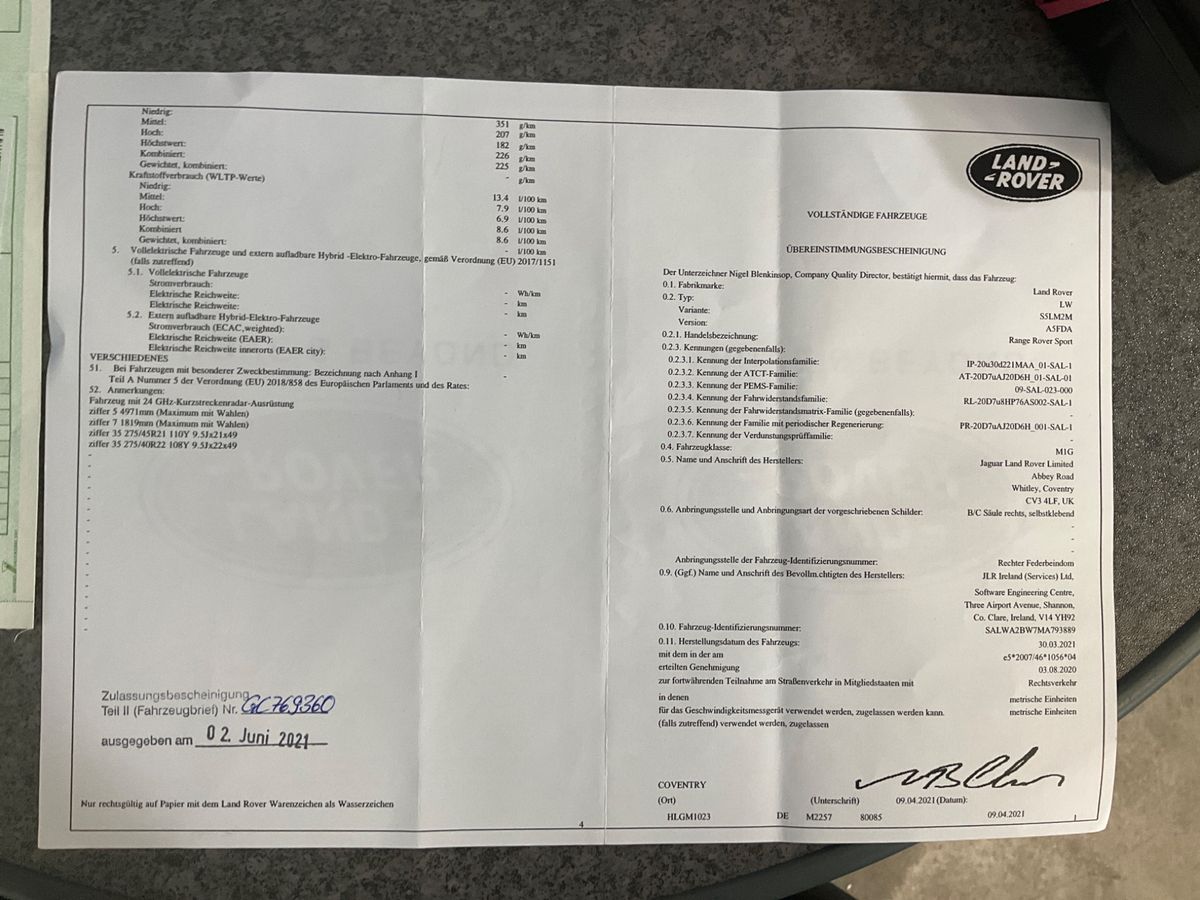 Niedrig: 351 g/km
Mittel: 207 g/km
Hoch: 182 g/km
Höchstwert: 226 g/km
Kombiniert: 225 g/km
Gewichtet, kombiniert: - g/km
Kraftstoffverbrauch (WLTP-Werte)
Niedrig: 13.4 l/100 km
Mittel: 7.9 l/100 km
Hoch: 6.9 l/100 km
Höchstwert: 8.6 l/100 km
Kombiniert 8.6 l/100 km
Gewichtet, kombiniert: - l/100 km
5. Vollelektrische Fahrzeuge und extern aufladbare Hybrid -Elektro-Fahrzeuge, gemäß Verordnung (EU) 2017/1151
(falls zutreffend)
5.1. Vollelektrische Fahrzeuge
Stromverbrauch: - Wh/km
Elektrische Reichweite: - km
Elektrische Reichweite: - km
5.2. Extern aufladbare Hybrid-Elektro-Fahrzeuge
Stromverbrauch (ECAC,weighted): - Wh/km
Elektrische Reichweite (EAER): - km
Elektrische Reichweite innerorts (EAER city): - km
VERSCHIEDENES
51. Bei Fahrzeugen mit besonderer Zweckbestimmung: Bezeichnung nach Anhang I -
Teil A Nummer 5 der Verordnung (EU) 2018/858 des Europäischen Parlaments und des Rates:
52. Anmerkungen:
Fahrzeug mit 24 GHz-Kurzstreckenradar-Ausrüstung
ziffer 5 4971mm (Maximum mit Wahlen)
ziffer 7 1819mm (Maximum mit Wahlen)
ziffer 35 275/45R21 110Y 9.5Jx21x49
ziffer 35 275/40R22 108Y 9.5Jx22x49
Zulassungsbescheinigung
Teil II (Fahrzeugbrief) Nr. GC769360
ausgegeben am 02. Juni 2021
Nur rechtsgültig auf Papier mit dem Land Rover Warenzeichen als Wasserzeichen
4
LAND-
ROVER
VOLLSTÄNDIGE FAHRZEUGE
ÜBEREINSTIMMUNGSBESCHEINIGUNG
Der Unterzeichner Nigel Blenkinsop, Company Quality Director, bestätigt hiermit, dass das Fahrzeug:
0.1. Fabrikmarke: Land Rover
0.2. Typ: LW
Variante: S5LM2M
Version: A5FDA
0.2.1. Handelsbezeichnung: Range Rover Sport
0.2.3. Kennungen (gegebenenfalls):
0.2.3.1. Kennung der Interpolationsfamilie: IP-20u30d221MAA_01-SAL-1
0.2.3.2. Kennung der ATCT-Familie: AT-20D7uAJ20D6H_01-SAL-01
0.2.3.3. Kennung der PEMS-Familie: 09-SAL-023-000
0.2.3.4. Kennung der Fahrwiderstandsfamilie: RL-20D7u8HP76AS002-SAL-1
0.2.3.5. Kennung der Fahrwiderstandsmatrix-Familie (gegebenenfalls): -
0.2.3.6. Kennung der Familie mit periodischer Regenerierung: PR-20D7uAJ20D6H_001-SAL-1
0.2.3.7. Kennung der Verdunstungsprüffamilie: -
0.4. Fahrzeugklasse: M1G
0.5. Name und Anschrift des Herstellers: Jaguar Land Rover Limited
Abbey Road
Whitley, Coventry
CV3 4LF, UK
0.6. Anbringungsstelle und Anbringungsart der vorgeschriebenen Schilder: B/C Säule rechts, selbstklebend
-
-
-
Anbringungsstelle der Fahrzeug-Identifizierungsnummer: Rechter Federbeindom
0.9. (Ggf.) Name und Anschrift des Bevollm.chtigten des Herstellers: JLR Ireland (Services) Ltd,
Software Engineering Centre,
Three Airport Avenue, Shannon,
Co. Clare, Ireland, V14 YH92
0.10. Fahrzeug-Identifizierungsnummer: SALWA2BW7MA793889
0.11. Herstellungsdatum des Fahrzeugs: 30.03.2021
mit dem in der am e5*2007/46*1056*04
erteilten Genehmigung 03.08.2020
zur fortwährenden Teilnahme am Straßenverkehr in Mitgliedstaaten mit Rechtsverkehr
in denen metrische Einheiten
für das Geschwindigkeitsmessgerät verwendet werden, zugelassen werden kann. metrische Einheiten
(falls zutreffend) verwendet werden, zugelassen
COVENTRY
(Ort) (Unterschrift) 09.04.2021 (Datum):
HLGM1023 DE M2257 80085 09.04.2021